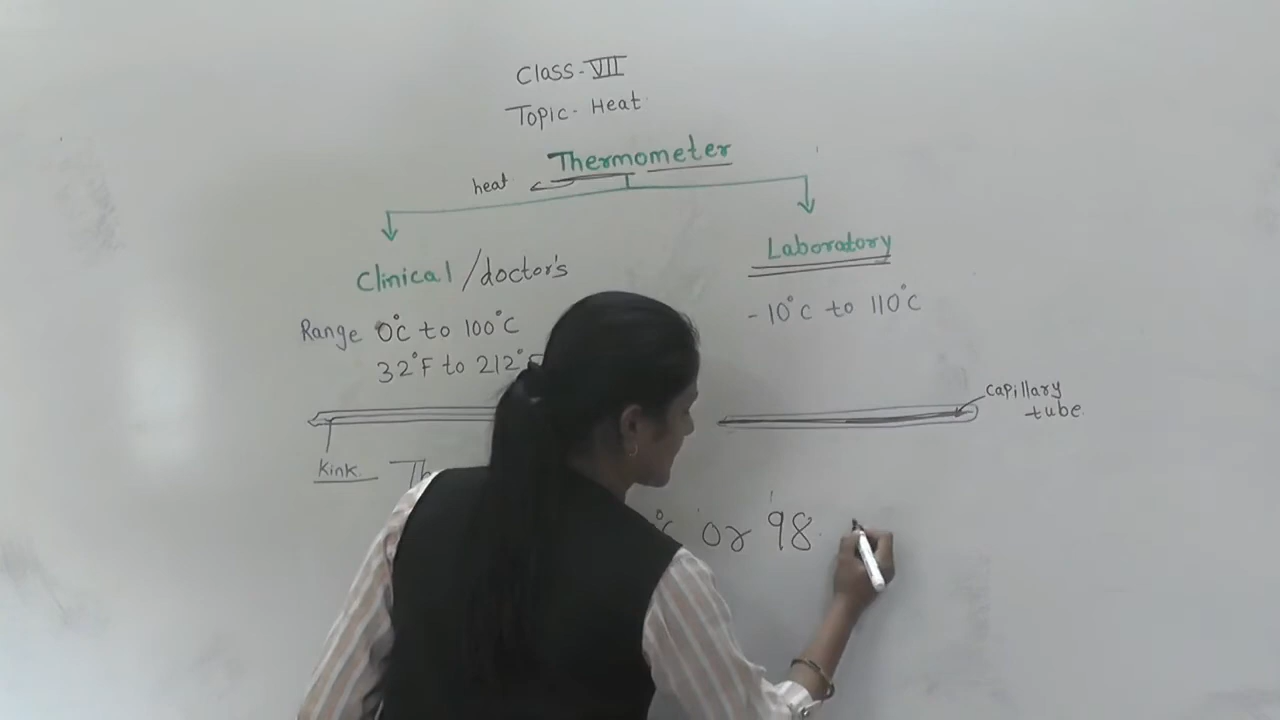 Class - VII
Topic - Heat
Thermometer
heat
Clinical / doctor's
Laboratory
Range 0°C to 100°C
32°F to 212°
-10°C to 110°C
capillary
tube
Kink
Th
°C or 98.